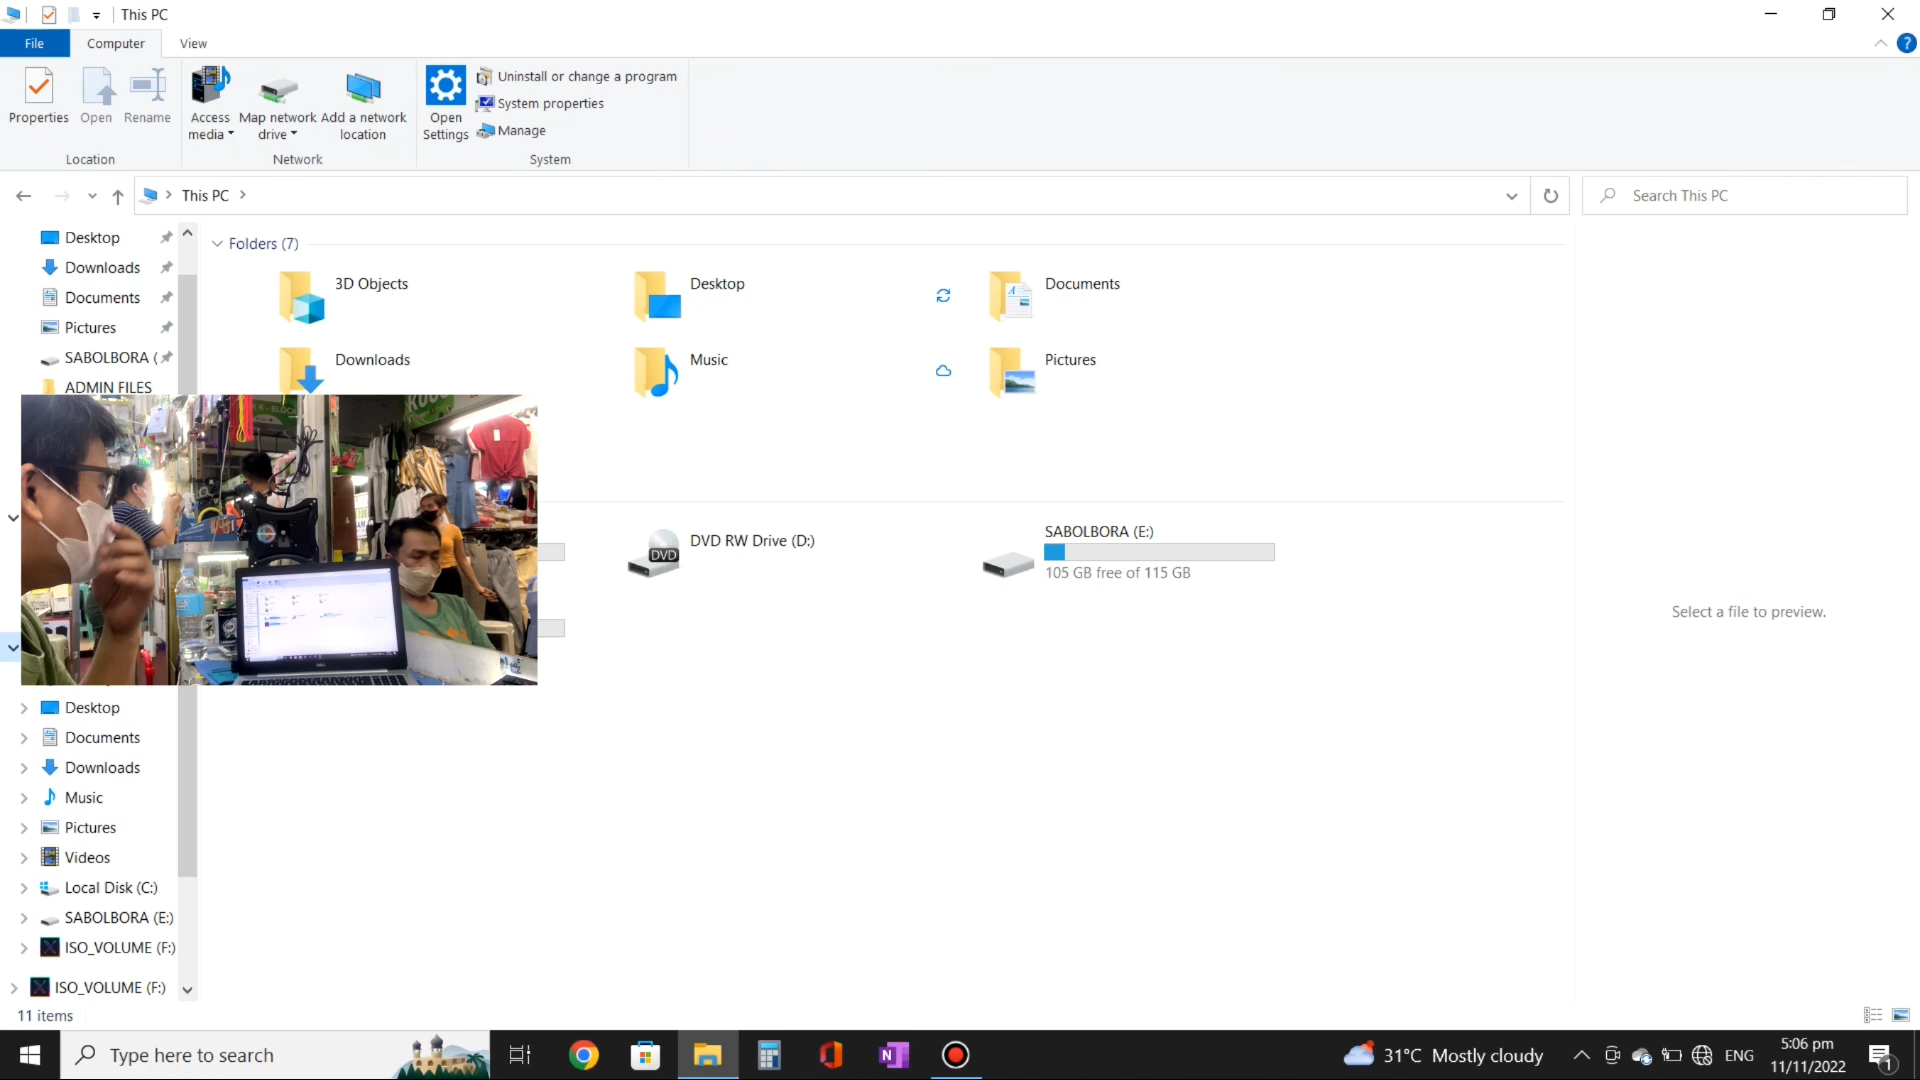 This PC
File Computer View
Properties Open Rename
Access media
Map network drive
Add a network location
Open Settings
Uninstall or change a program
System properties
Manage
Location Network System
This PC
Search This PC
Desktop
Downloads
Documents
Pictures
SABOLBORA (
ADMIN FILES
Folders (7)
3D Objects
Desktop
Documents
Downloads
Music
Pictures
DVD
DVD RW Drive (D:)
SABOLBORA (E:)
105 GB free of 115 GB
Select a file to preview.
DELL
Desktop
Documents
Downloads
Music
Pictures
Videos
Local Disk (C:)
SABOLBORA (E:)
ISO_VOLUME (F:)
ISO_VOLUME (F:)
11 items
Type here to search
31°C Mostly cloudy
ENG
5:06 pm
11/11/2022
1